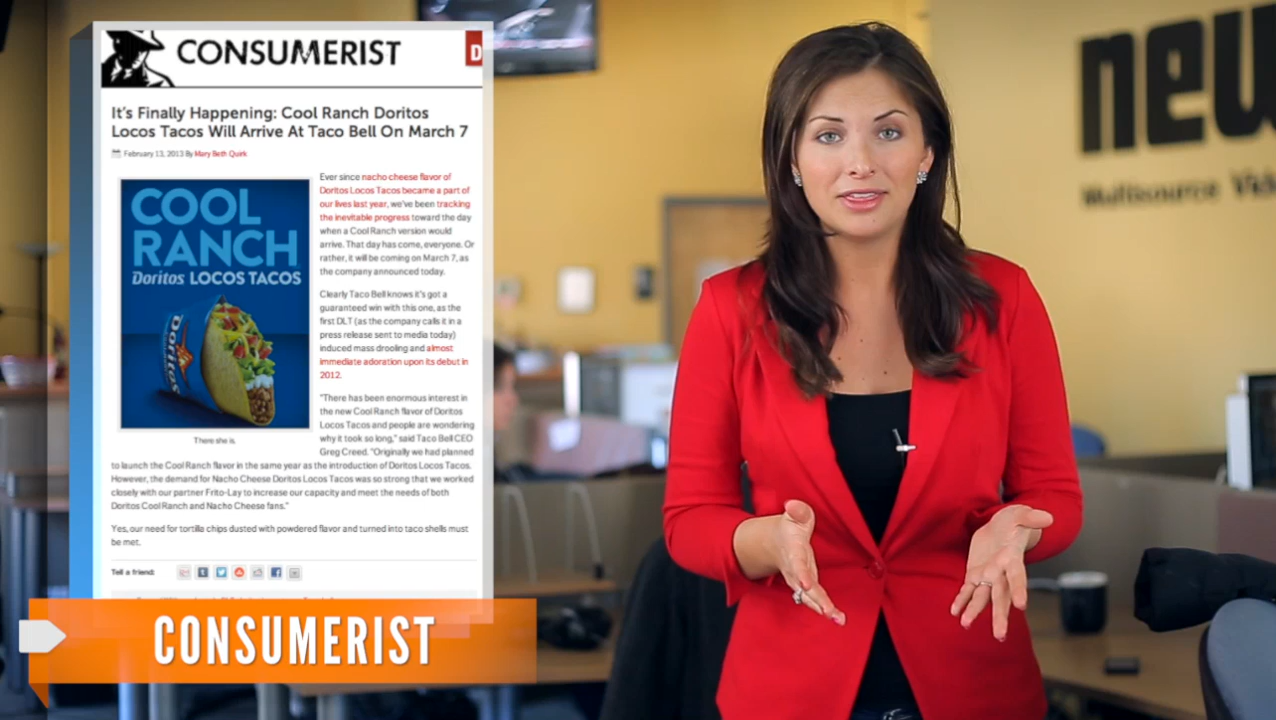 CONSUMERIST
D
It's Finally Happening: Cool Ranch Doritos
Locos Tacos Will Arrive At Taco Bell On March 7
February 13, 2013 By Mary Beth Quirk
COOL
RANCH
Doritos LOCOS TACOS
Doritos
There she is.
Ever since nacho cheese flavor of
Doritos Locos Tacos became a part of
our lives last year, we've been tracking
the inevitable progress toward the day
when a Cool Ranch version would
arrive. That day has come, everyone. Or
rather, it will be coming on March 7, as
the company announced today.
Clearly Taco Bell knows it's got a
guaranteed win with this one, as the
first DLT (as the company calls it in a
press release sent to media today)
induced mass drooling and almost
immediate adoration upon its debut in
2012.
"There has been enormous interest in
the new Cool Ranch flavor of Doritos
Locos Tacos and people are wondering
why it took so long," said Taco Bell CEO
Greg Creed. "Originally we had planned
to launch the Cool Ranch flavor in the same year as the introduction of Doritos Locos Tacos.
However, the demand for Nacho Cheese Doritos Locos Tacos was so strong that we worked
closely with our partner Frito-Lay to increase our capacity and meet the needs of both
Doritos Cool Ranch and Nacho Cheese fans."
Yes, our need for tortilla chips dusted with powdered flavor and turned into taco shells must
be met.
Tell a friend:
CONSUMERIST
new
Multisource Vid